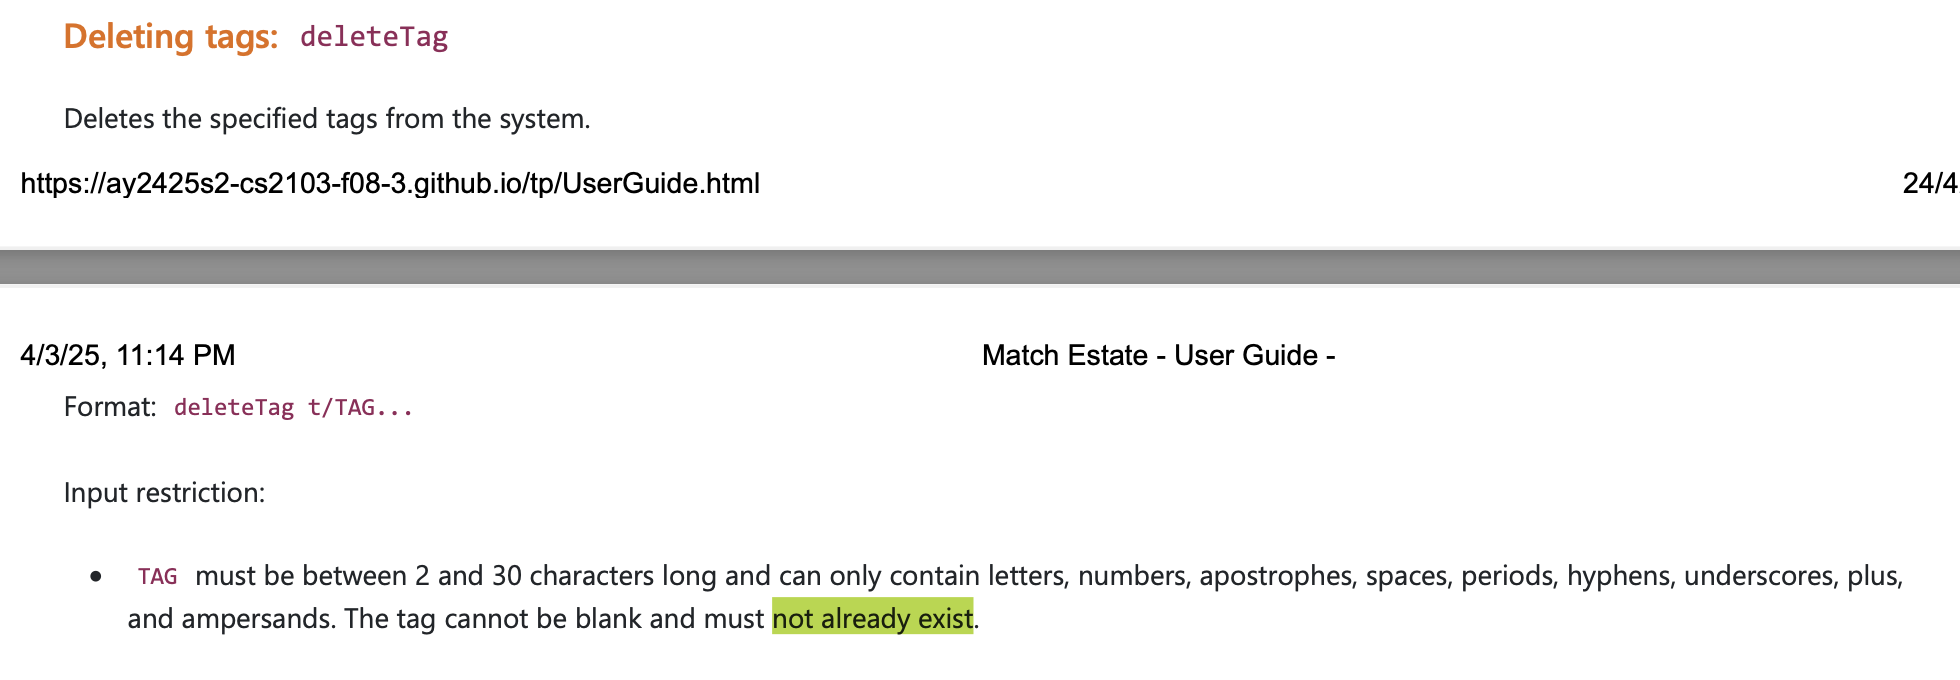 Deleting tags: deleteTag
Deletes the specified tags from the system.
https://ay2425s2-cs2103-f08-3.github.io/tp/UserGuide.html 24/4
4/3/25, 11:14 PM Match Estate - User Guide -
Format: deleteTag t/TAG...
Input restriction:
• TAG must be between 2 and 30 characters long and can only contain letters, numbers, apostrophes, spaces, periods, hyphens, underscores, plus,
and ampersands. The tag cannot be blank and must not already exist.